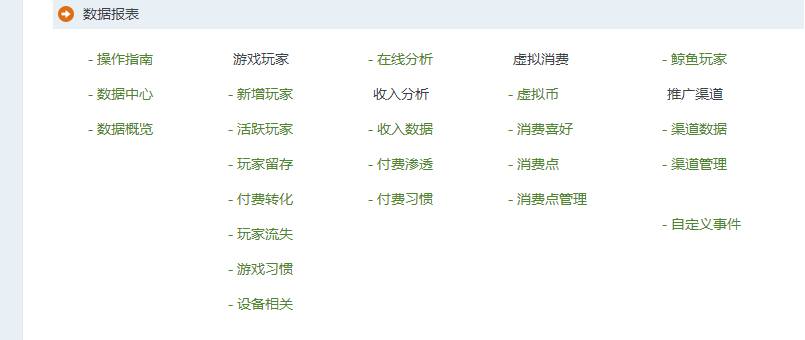 数据报表
- 操作指南
- 数据中心
- 数据概览
游戏玩家
- 新增玩家
- 活跃玩家
- 玩家留存
- 付费转化
- 玩家流失
- 游戏习惯
- 设备相关
- 在线分析
收入分析
- 收入数据
- 付费渗透
- 付费习惯
虚拟消费
- 虚拟币
- 消费喜好
- 消费点
- 消费点管理
- 鲸鱼玩家
推广渠道
- 渠道数据
- 渠道管理
- 自定义事件